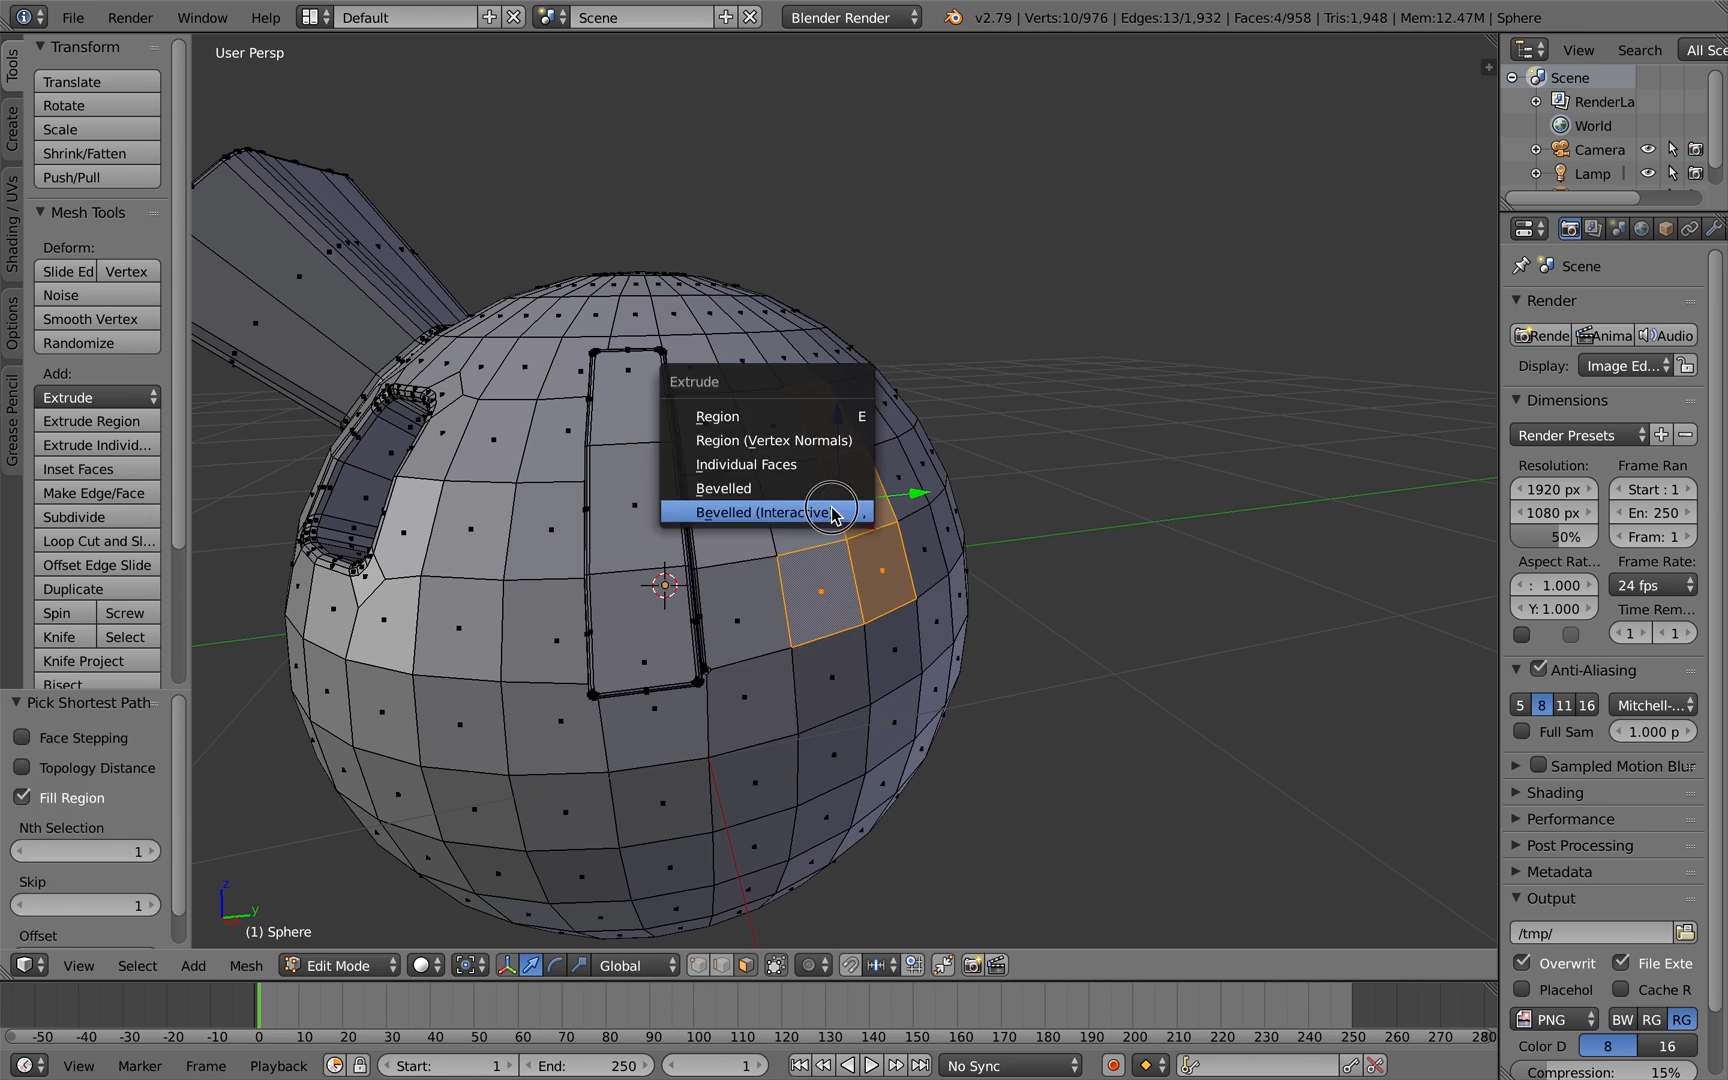 File Render Window Help Default Scene Blender Render v2.79 | Verts:10/976 | Edges:13/1,932 | Faces:4/958 | Tris:1,948 | Mem:12.47M | Sphere
Tools
Create
Shading / UVs
Options
Grease Pencil
Transform
Translate
Rotate
Scale
Shrink/Fatten
Push/Pull
Mesh Tools
Deform:
Slide Ed Vertex
Noise
Smooth Vertex
Randomize
Add:
Extrude
Extrude Region
Extrude Individ...
Inset Faces
Make Edge/Face
Subdivide
Loop Cut and Sl...
Offset Edge Slide
Duplicate
Spin Screw
Knife Select
Knife Project
Bisect
Pick Shortest Path
Face Stepping
Topology Distance
Fill Region
Nth Selection
1
Skip
1
Offset
User Persp
Extrude
Region E
Region (Vertex Normals)
Individual Faces
Bevelled
Bevelled (Interactive) ,
z
y
(1) Sphere
View Select Add Mesh Edit Mode Global
-50 -40 -30 -20 -10 0 10 20 30 40 50 60 70 80 90 100 110 120 130 140 150 160 170 180 190 200 210 220 230 240 250 260 270 280
View Marker Frame Playback Start: 1 End: 250 1 No Sync
View Search All Sce
Scene
RenderLa
World
Camera
Lamp
Scene
Render
Rende Anima Audio
Display: Image Ed...
Dimensions
Render Presets
Resolution: Frame Ran
1920 px Start : 1
1080 px En: 250
50% Fram: 1
Aspect Rat... Frame Rate:
: 1.000 24 fps
Y: 1.000 Time Rem...
1 1
Anti-Aliasing
5 8 11 16 Mitchell-...
Full Sam 1.000 p
Sampled Motion Blur
Shading
Performance
Post Processing
Metadata
Output
/tmp/
Overwrit File Exte
Placehol Cache R
PNG BW RG RG
Color D 8 16
Compression: 15%